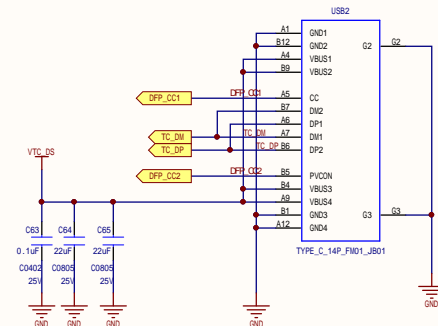 USB2
A1 GND1
B12 GND2 G2 G2
A4 VBUS1
B9 VBUS2
DFP_CC1 DFP_CC1 A5 CC
B7 DM2
A6 DP1
TC_DM TC_DM A7 DM1
TC_DP TC_DP B6 DP2
DFP_CC2 DFP_CC2 B5 PVCON
VTC_DS
B4 VBUS3
A9 VBUS4
B1 GND3 G3 G3
A12 GND4
C63 C64 C65
0.1uF 22uF 22uF
TYPE_C_14P_FM01_JB01
C0402 C0805 C0805
25V 25V 25V
GND GND GND GND GND